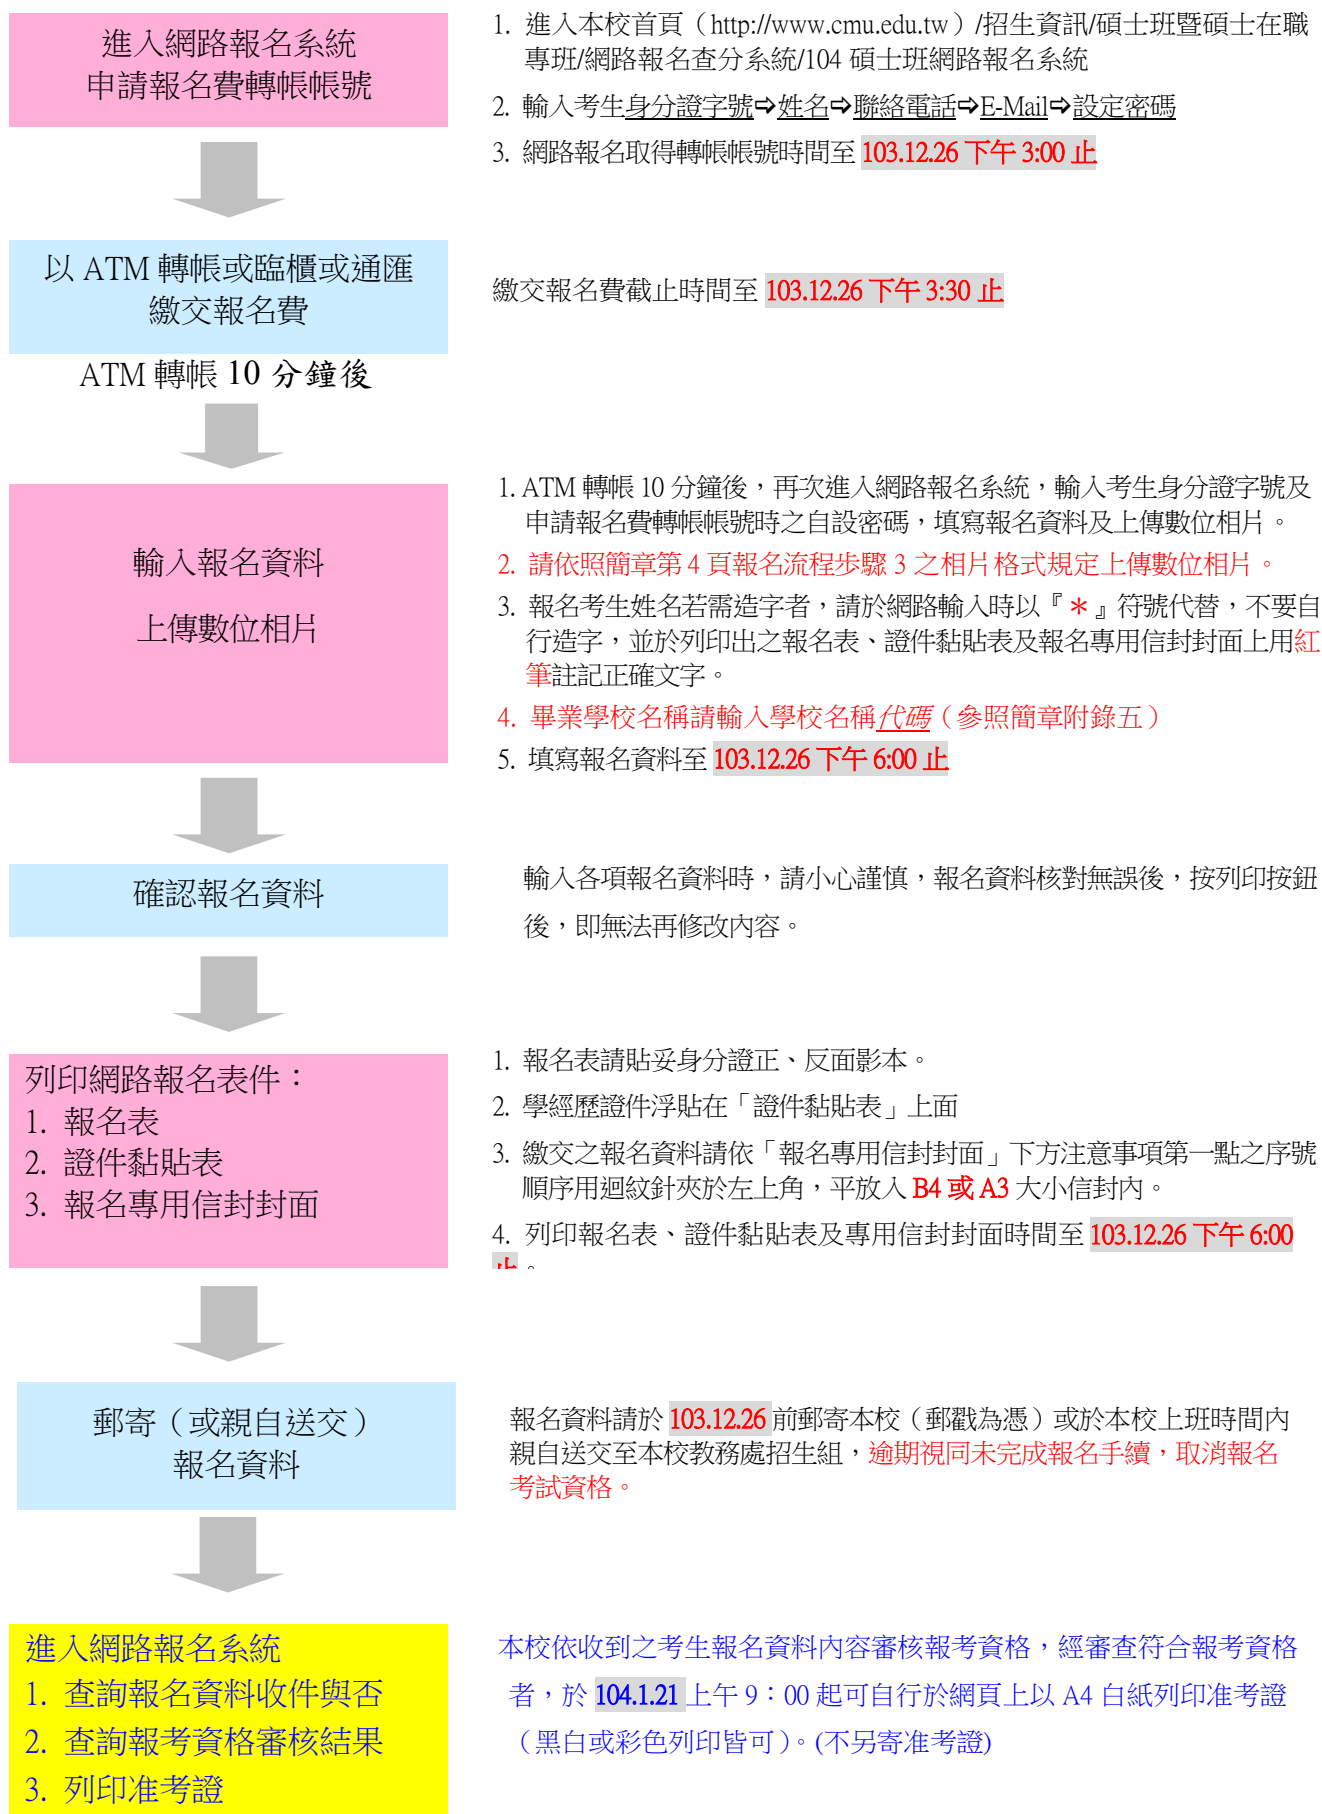 進入網路報名系統
申請報名費轉帳帳號
1. 進入本校首頁（http://www.cmu.edu.tw）/招生資訊/碩士班暨碩士在職
專班/網路報名查分系統/104 碩士班網路報名系統
2. 輸入考生身分證字號➪姓名➪聯絡電話➪E-Mail➪設定密碼
3. 網路報名取得轉帳帳號時間至 103.12.26 下午 3:00 止
以 ATM 轉帳或臨櫃或通匯
繳交報名費
繳交報名費截止時間至 103.12.26 下午 3:30 止
ATM 轉帳 10 分鐘後
輸入報名資料
上傳數位相片
1. ATM 轉帳 10 分鐘後，再次進入網路報名系統，輸入考生身分證字號及
申請報名費轉帳帳號時之自設密碼，填寫報名資料及上傳數位相片。
2. 請依照簡章第 4 頁報名流程步驟 3 之相片格式規定上傳數位相片。
3. 報名考生姓名若需造字者，請於網路輸入時以『＊』符號代替，不要自
行造字，並於列印出之報名表、證件黏貼表及報名專用信封封面上用紅
筆註記正確文字。
4. 畢業學校名稱請輸入學校名稱代碼（參照簡章附錄五）
5. 填寫報名資料至 103.12.26 下午 6:00 止
確認報名資料
輸入各項報名資料時，請小心謹慎，報名資料核對無誤後，按列印按鈕
後，即無法再修改內容。
列印網路報名表件：
1. 報名表
2. 證件黏貼表
3. 報名專用信封封面
1. 報名表請貼妥身分證正、反面影本。
2. 學經歷證件浮貼在「證件黏貼表」上面
3. 繳交之報名資料請依「報名專用信封封面」下方注意事項第一點之序號
順序用迴紋針夾於左上角，平放入 B4 或 A3 大小信封內。
4. 列印報名表、證件黏貼表及專用信封封面時間至 103.12.26 下午 6:00
止。
郵寄（或親自送交）
報名資料
報名資料請於 103.12.26 前郵寄本校（郵戳為憑）或於本校上班時間內
親自送交至本校教務處招生組，逾期視同未完成報名手續，取消報名
考試資格。
進入網路報名系統
1. 查詢報名資料收件與否
2. 查詢報考資格審核結果
3. 列印准考證
本校依收到之考生報名資料內容審核報考資格，經審查符合報考資格
者，於 104.1.21 上午 9：00 起可自行於網頁上以 A4 白紙列印准考證
（黑白或彩色列印皆可）。(不另寄准考證)